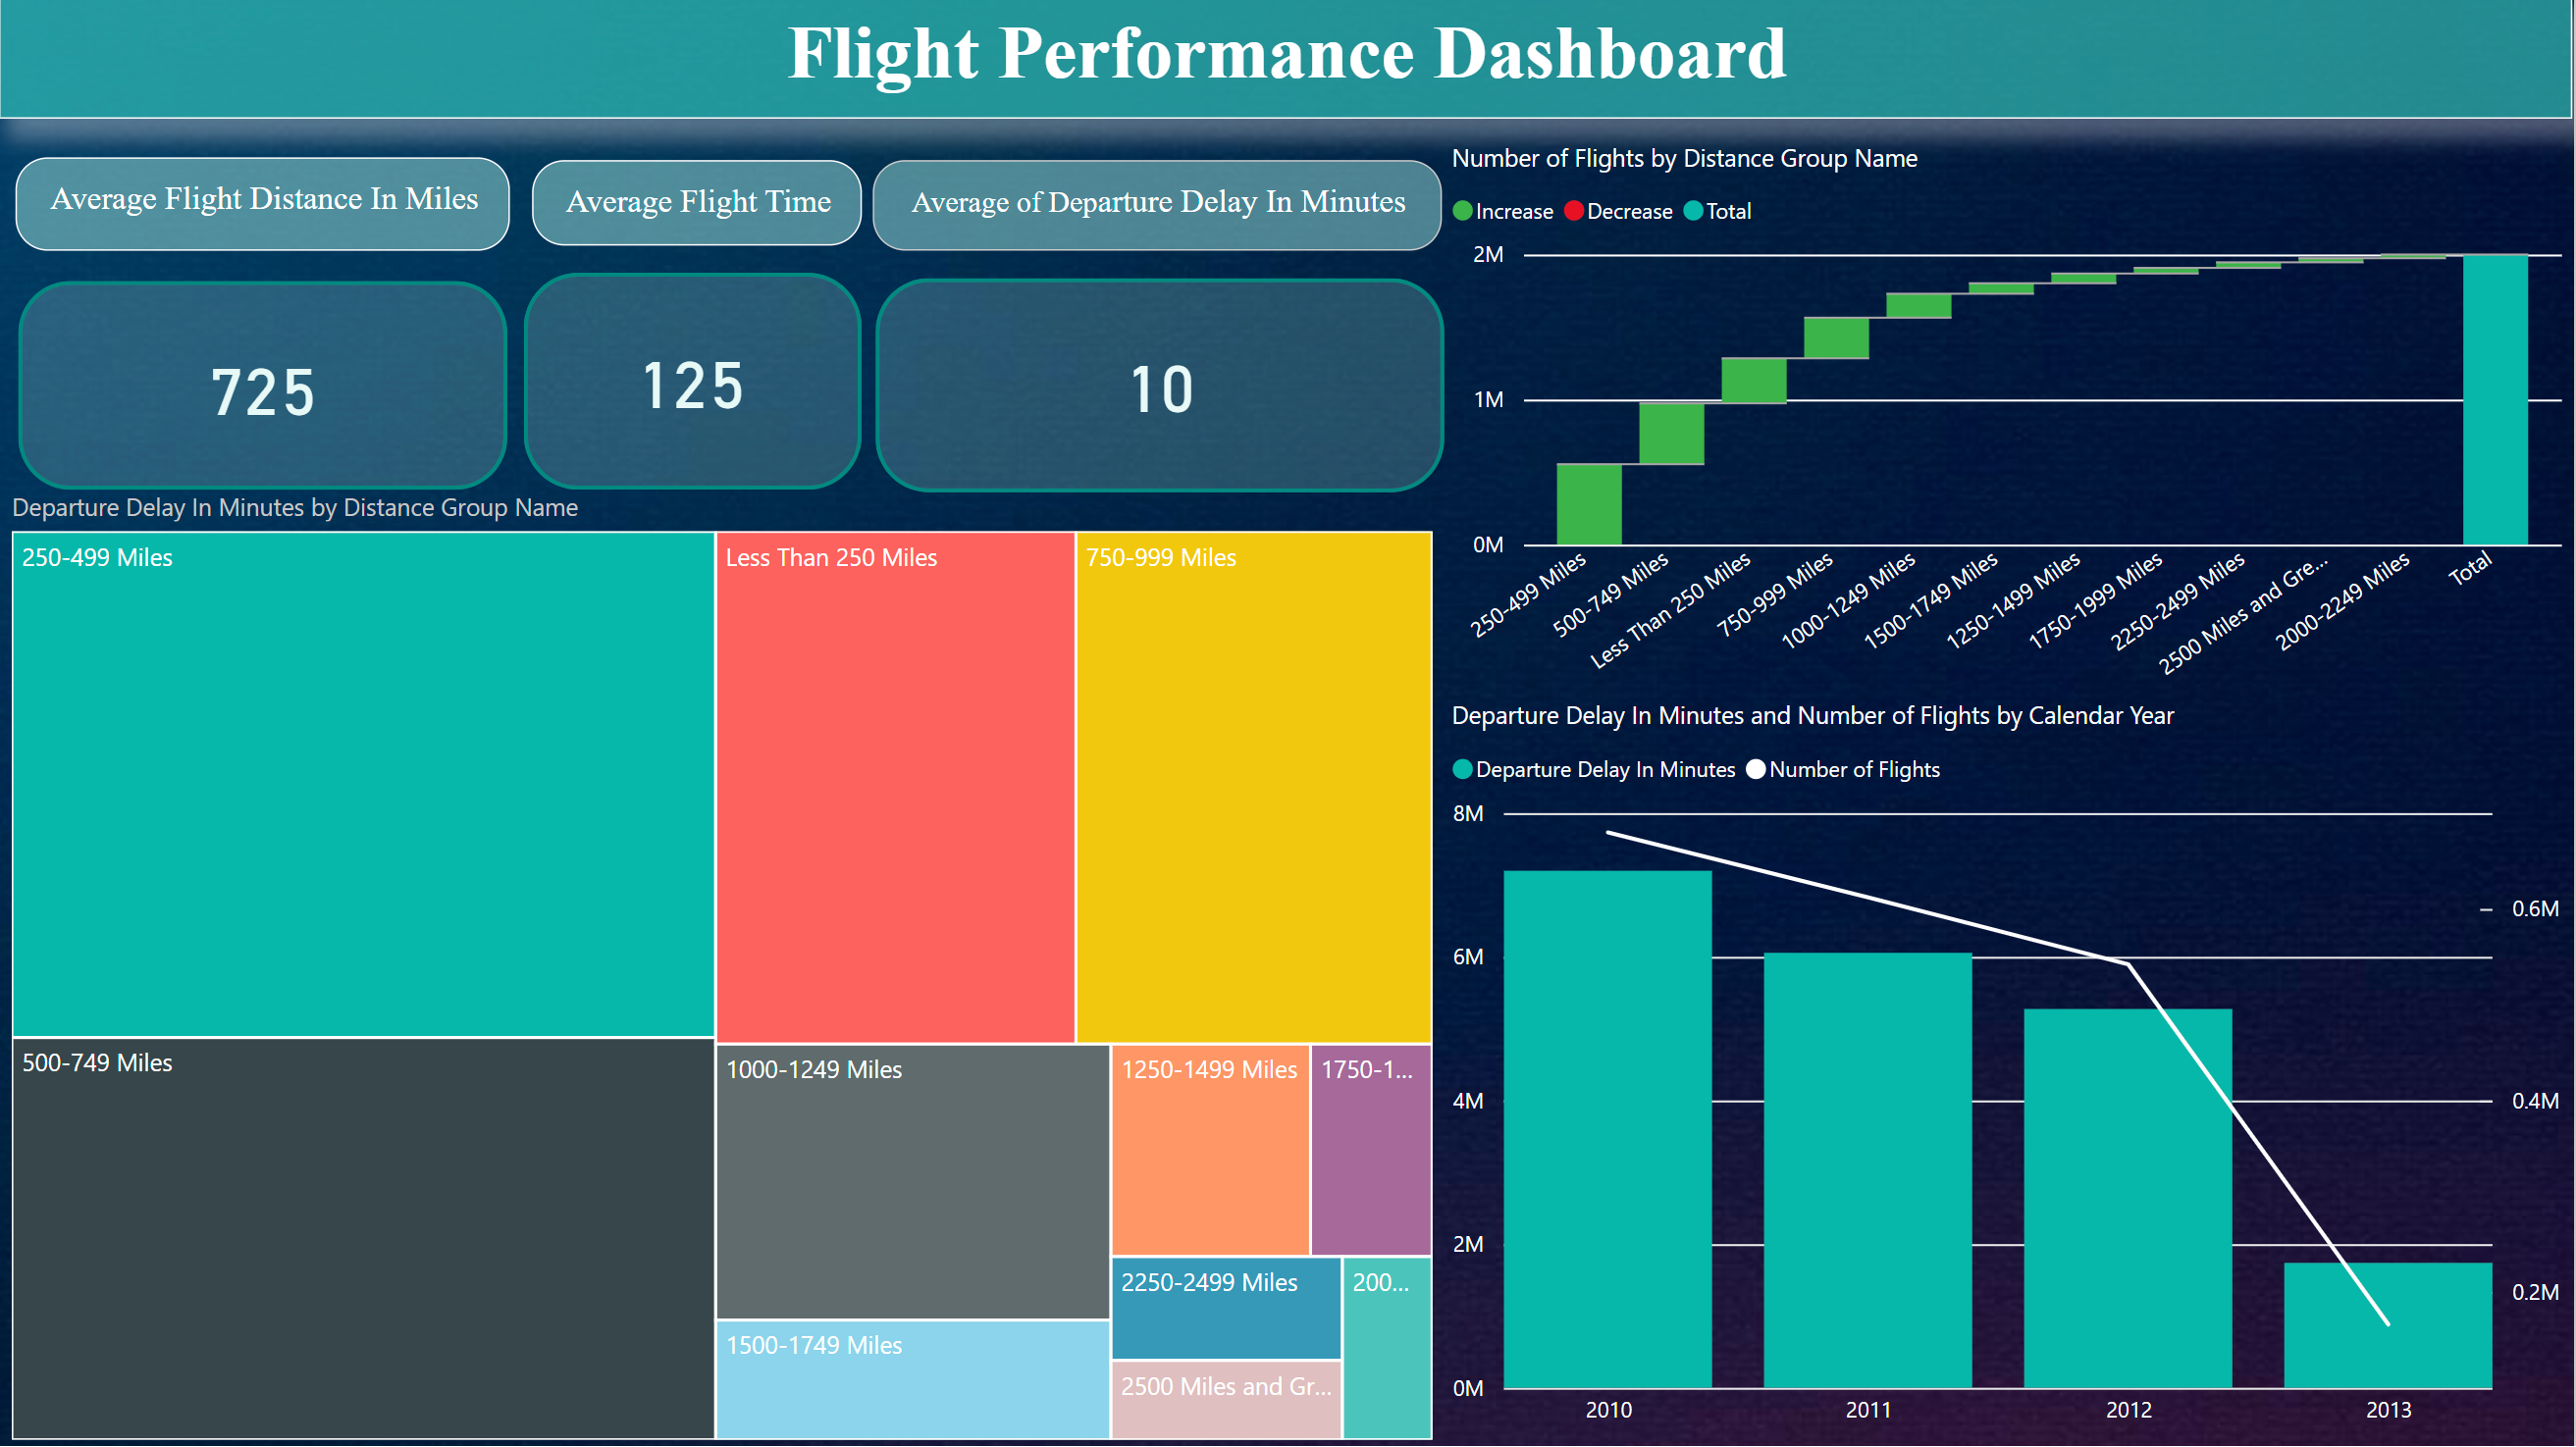 Flight Performance Dashboard
Average Flight Distance In Miles
Average Flight Time
Average of Departure Delay In Minutes
725
125
10
Departure Delay In Minutes by Distance Group Name
250-499 Miles
Less Than 250 Miles
750-999 Miles
500-749 Miles
1000-1249 Miles
1250-1499 Miles
1750-1...
2250-2499 Miles
200...
1500-1749 Miles
2500 Miles and Gr...
Number of Flights by Distance Group Name
Increase
Decrease
Total
2M
1M
0M
250-499 Miles
500-749 Miles
Less Than 250 Miles
750-999 Miles
1000-1249 Miles
1500-1749 Miles
1250-1499 Miles
1750-1999 Miles
2250-2499 Miles
2500 Miles and Gre...
2000-2249 Miles
Total
Departure Delay In Minutes and Number of Flights by Calendar Year
Departure Delay In Minutes
Number of Flights
8M
6M
4M
2M
0M
0.6M
0.4M
0.2M
2010
2011
2012
2013